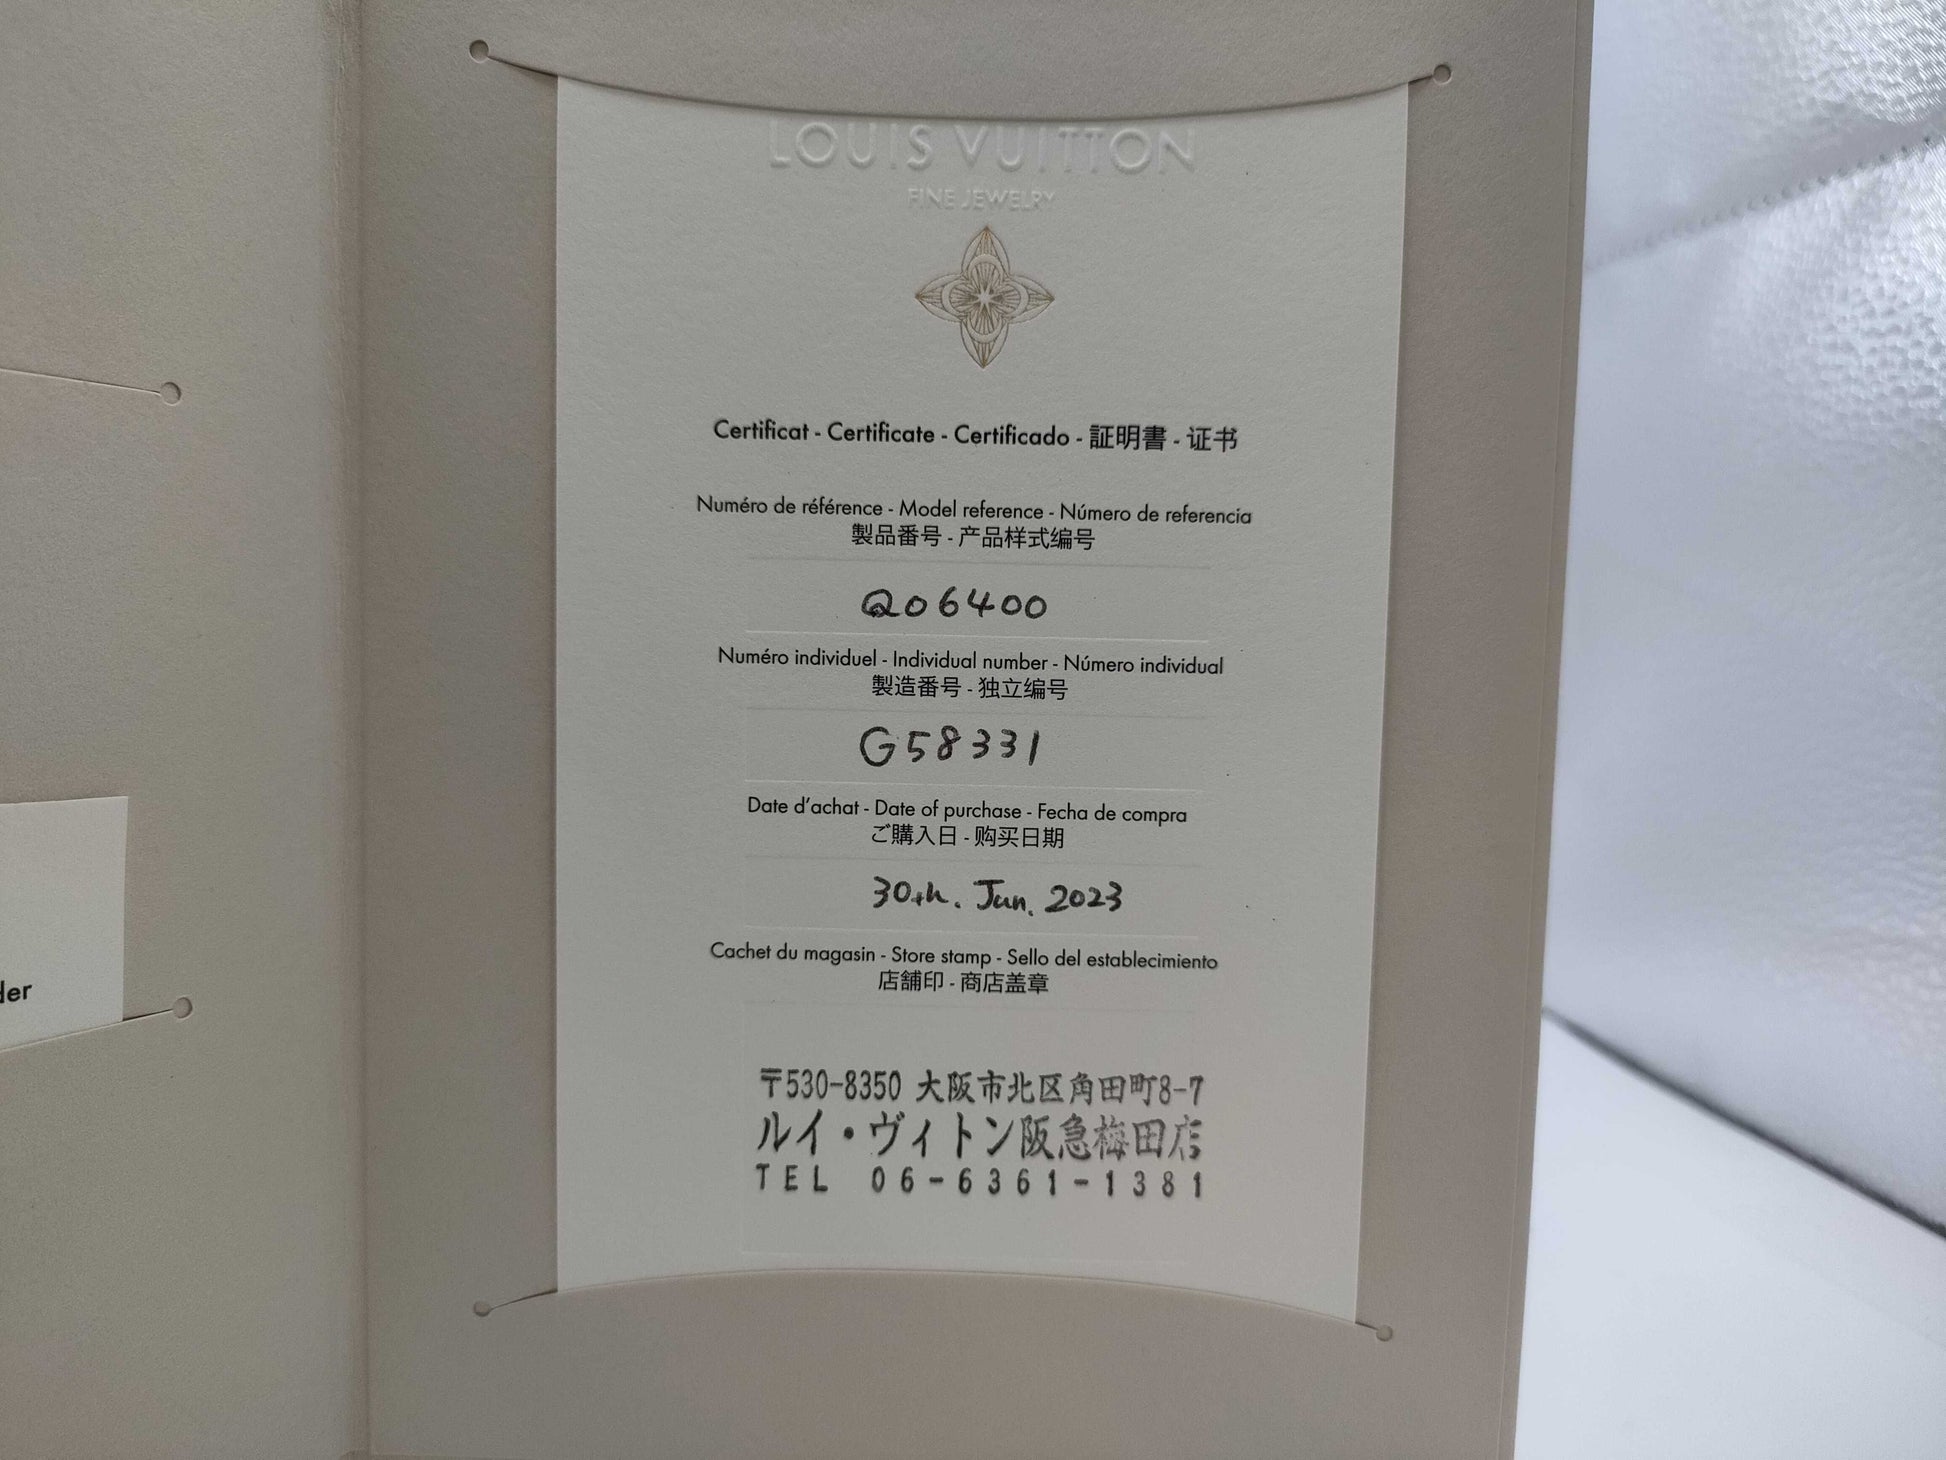 LOUIS VUITTON
FINE JEWELRY
Certificat - Certificate - Certificado - 証明書 - 证书
Numéro de référence - Model reference - Número de referencia
製品番号 - 产品样式编号
Q06400
Numéro individuel - Individual number - Número individual
製造番号 - 独立编号
G58331
Date d'achat - Date of purchase - Fecha de compra
ご購入日 - 购买日期
30th. Jun. 2023
Cachet du magasin - Store stamp - Sello del establecimiento
店舗印 - 商店盖章
〒530-8350 大阪市北区角田町8-7
ルイ・ヴィトン阪急梅田店
TEL 06-6361-1381